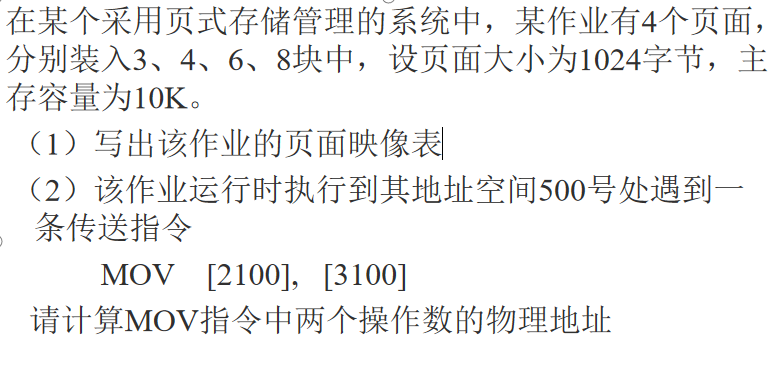 在某个采用页式存储管理的系统中，某作业有4个页面，
分别装入3、4、6、8块中，设页面大小为1024字节，主
存容量为10K。
（1）写出该作业的页面映像表
（2）该作业运行时执行到其地址空间500号处遇到一
条传送指令
MOV [2100], [3100]
请计算MOV指令中两个操作数的物理地址